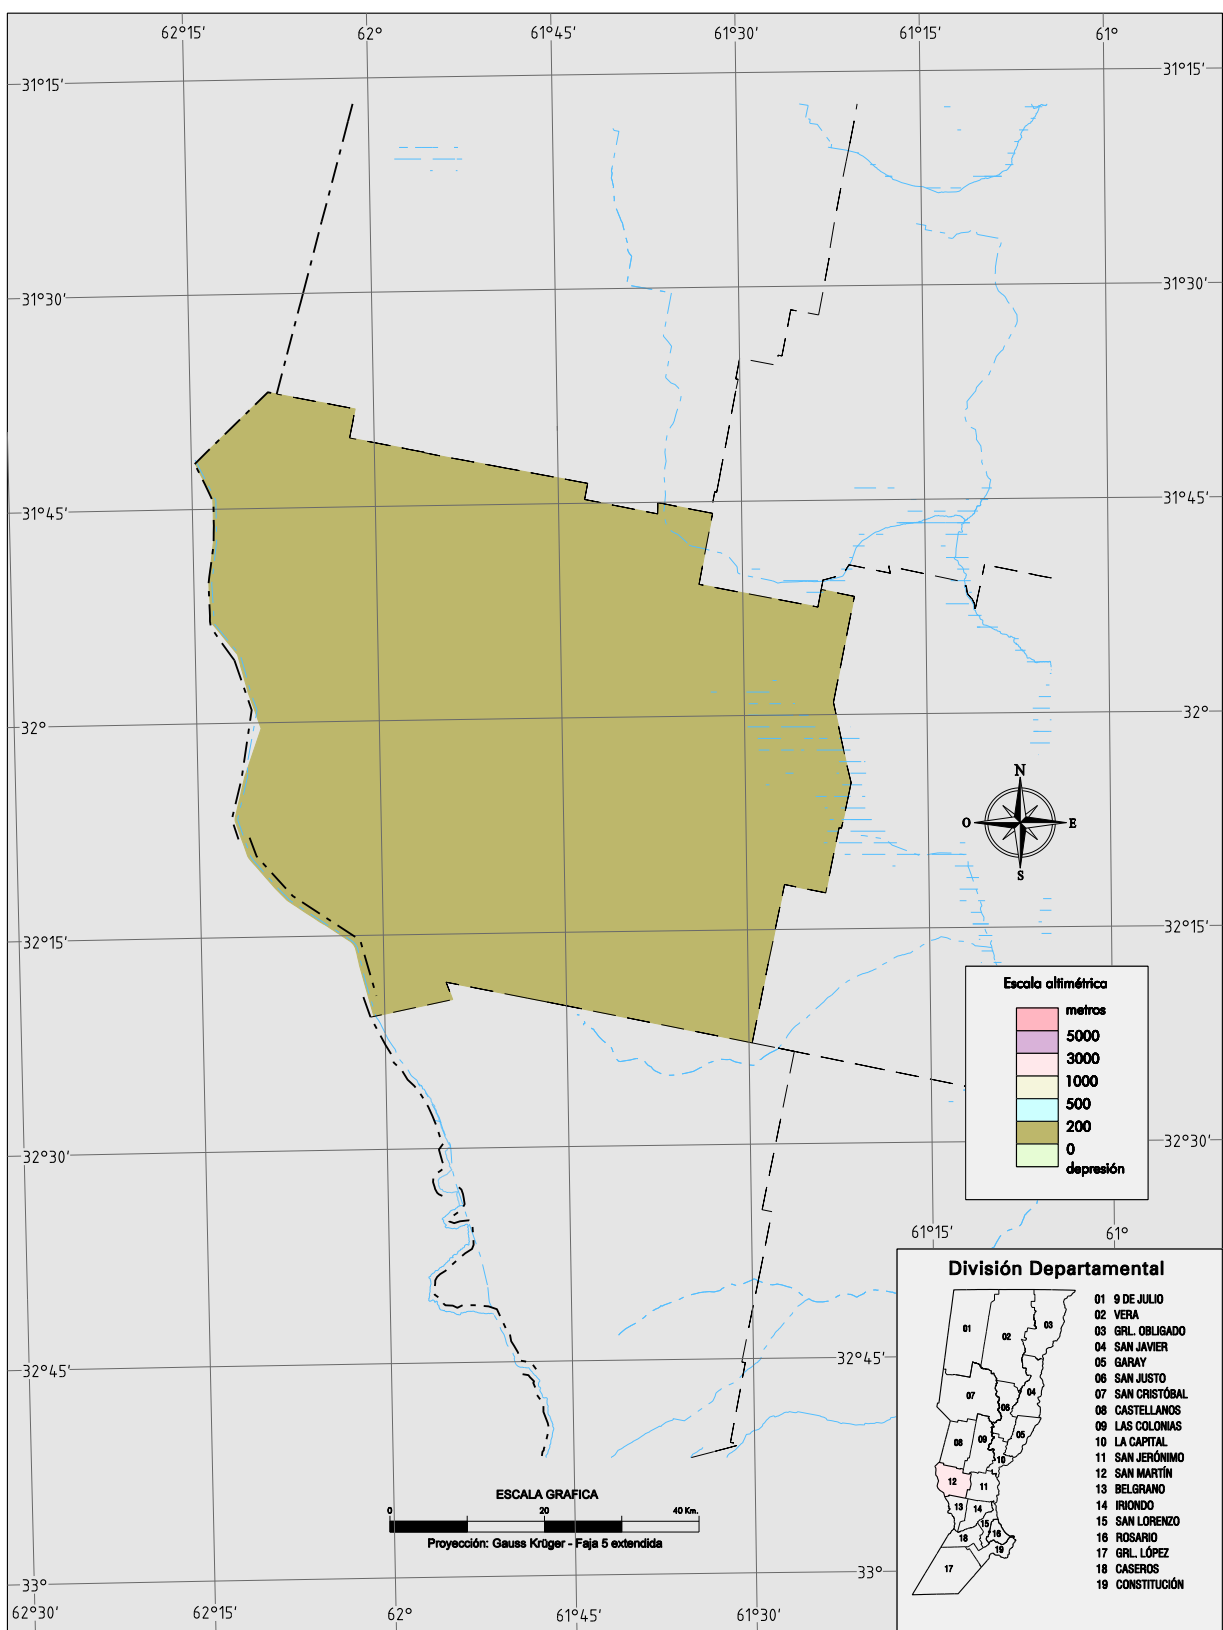 62°15' 62° 61°45' 61°30' 61°15' 61°
31°15' 31°15'
31°30' 31°30'
31°45' 31°45'
32° 32°
N
O E
S
32°15' 32°15'
Escala altimétrica
metros
5000
3000
1000
500
200
0
depresión
32°30' 32°30'
61°15' 61°
32°45' 32°45'
División Departamental
01 9 DE JULIO
02 VERA
03 GRL. OBLIGADO
04 SAN JAVIER
05 GARAY
06 SAN JUSTO
07 SAN CRISTÓBAL
08 CASTELLANOS
09 LAS COLONIAS
10 LA CAPITAL
11 SAN JERÓNIMO
12 SAN MARTÍN
13 BELGRANO
14 IRIONDO
15 SAN LORENZO
16 ROSARIO
17 GRL. LÓPEZ
18 CASEROS
19 CONSTITUCIÓN
01
02
03
04
05
06
07
08
09
10
11
12
13
14
15
16
17
18
19
ESCALA GRAFICA
0 20 40 Km.
Proyección: Gauss Krüger - Faja 5 extendida
33° 33°
62°30' 62°15' 62° 61°45' 61°30'